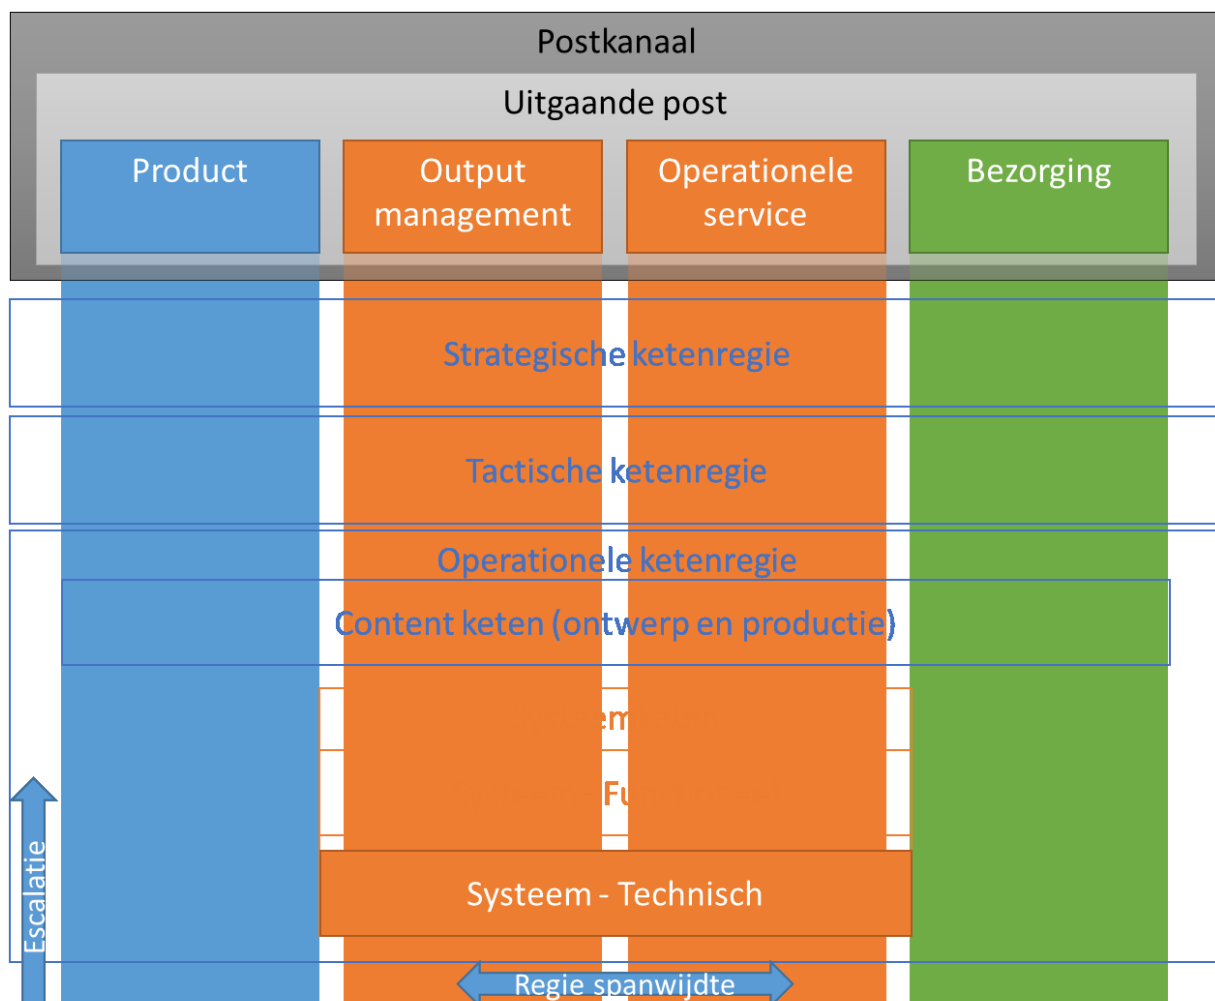 Postkanaal
Uitgaande post
Product
Output
management
Operationele
service
Bezorging
Strategische ketenregie
Tactische ketenregie
Operationele ketenregie
Content keten (ontwerp en productie)
Systeem - Technisch
Escalatie
Regie spanwijdte